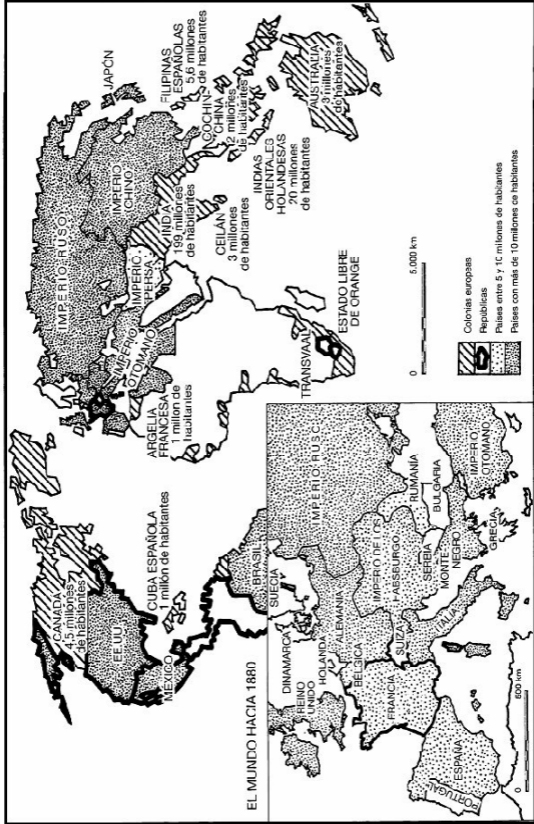 EL MUNDO HACIA 1880
CANADÁ
4,5 millones
de habitantes
EE.UU.
MÉXICO
CUBA ESPAÑOLA
1 millón de habitantes
BRASIL
IMPERIO RUSO
IMPERIO
CHINO
JAPÓN
IMPERIO
PERSA
IMPERIO
OTOMANO
ARGELIA
FRANCESA
1 millon de
habitantes
INDIA
199 millones
de habitantes
CEILÁN
3 millones
de habitantes
FILIPINAS
ESPAÑOLAS
5,6 millones
de habitantes
COCHIN-
CHINA
2 millones
de habitantes
INDIAS
ORIENTALES
HOLANDESAS
20 millones
de habitantes
AUSTRALIA
3 millones
de habitantes
TRANSVAAL
ESTADO LIBRE
DE ORANGE
0
5.000 km
Colonias europeas
Repúblicas
Países entre 5 y 10 millones de habitantes
Países con más de 10 millones de habitantes
SUECIA
DINAMARCA
REINO
UNIDO
HOLANDA
BÉLGICA
ALEMANIA
IMPERIO RUSO
IMPERIO DE LOS
HABSBURGO
FRANCIA
SUIZA
ITALIA
RUMANÍA
SERBIA
BULGARIA
MONTE-
NEGRO
IMPERIO
OTOMANO
GRECIA
ESPAÑA
PORTUGAL
0
600 km